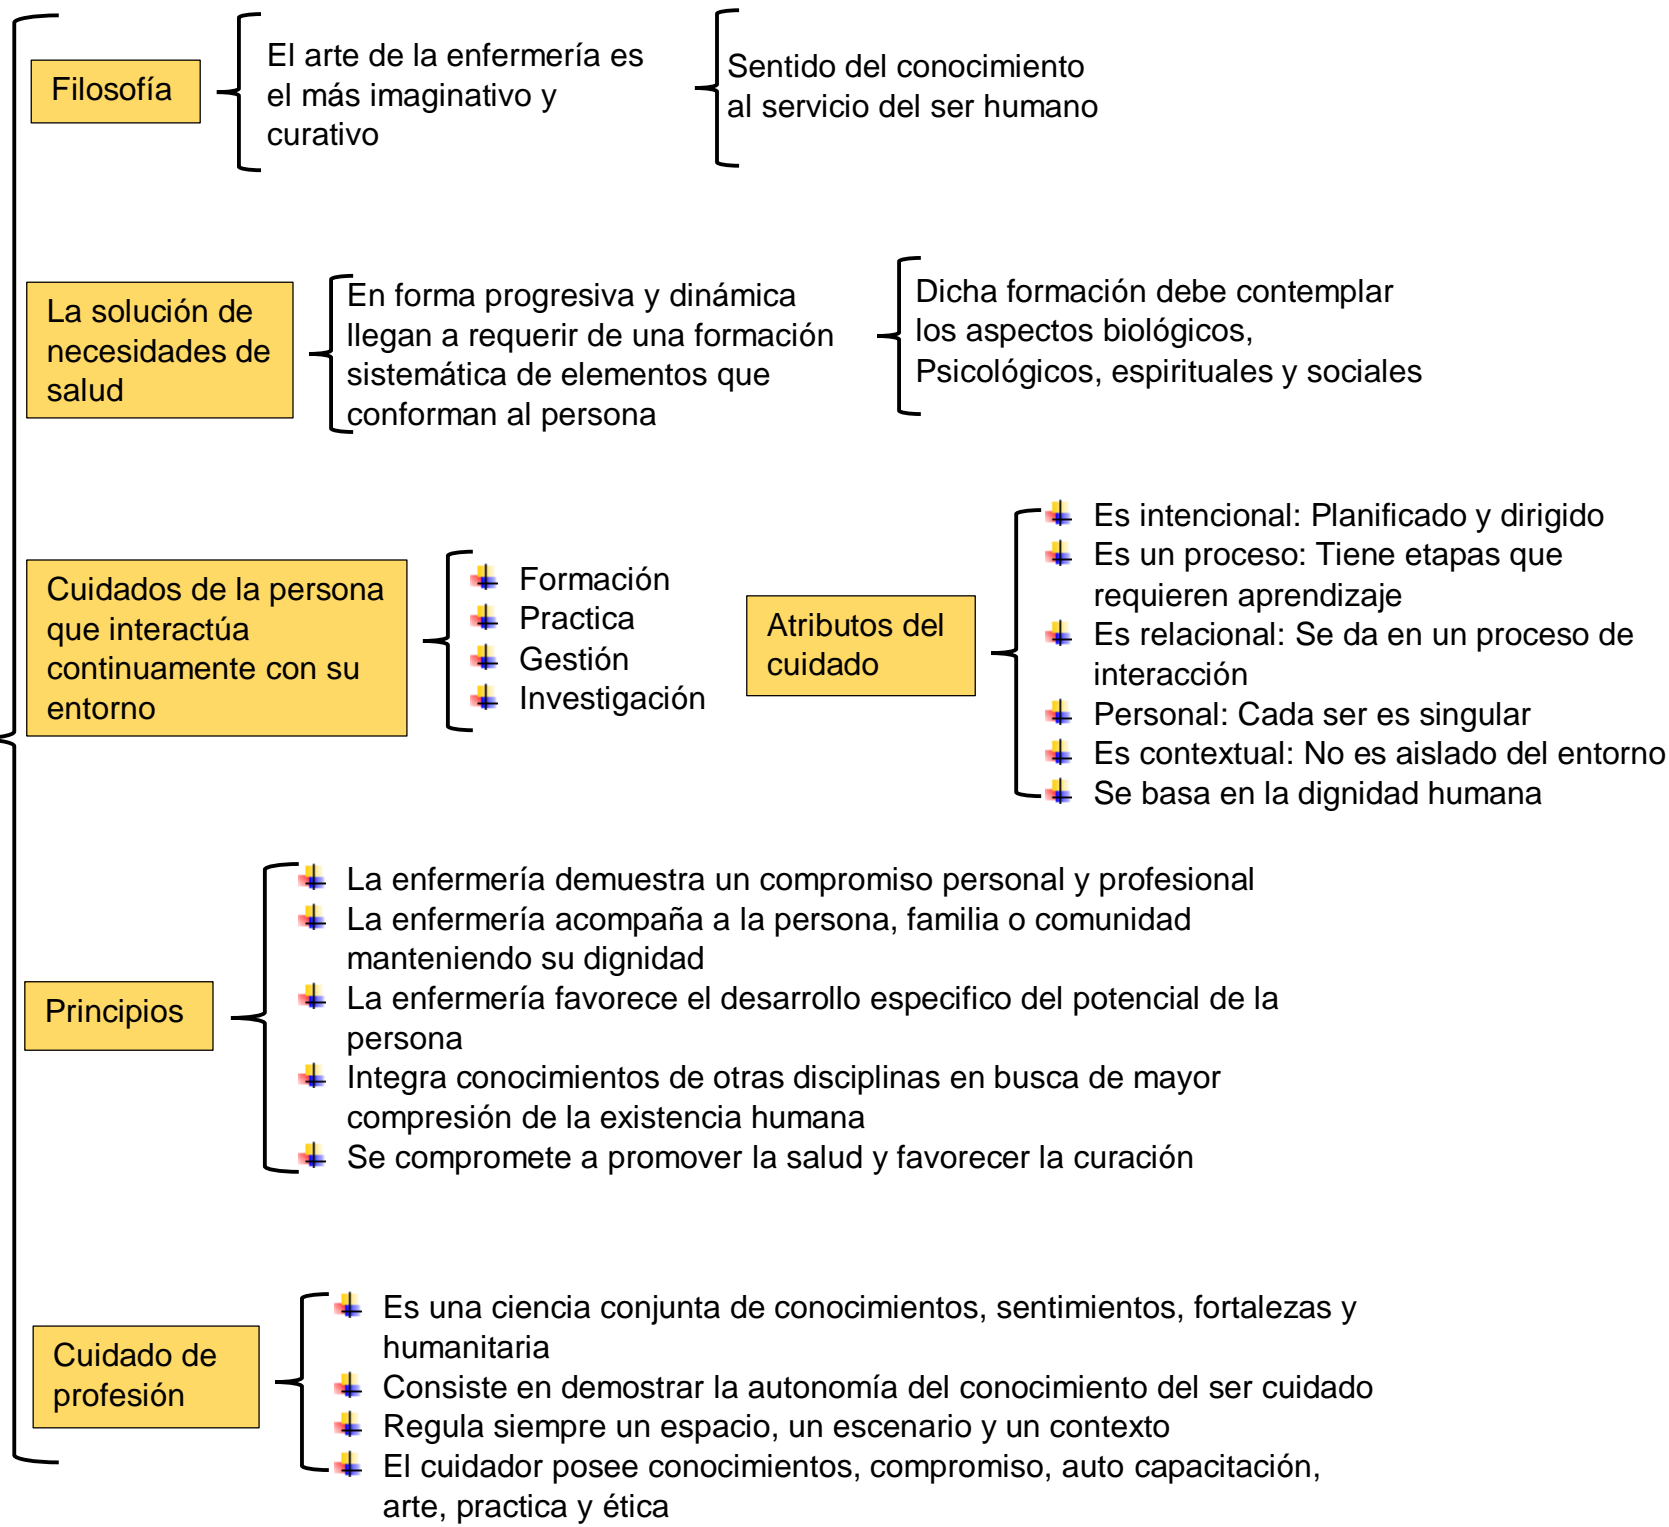 Filosofía
El arte de la enfermería es
el más imaginativo y
curativo
Sentido del conocimiento
al servicio del ser humano
La solución de
necesidades de
salud
En forma progresiva y dinámica
llegan a requerir de una formación
sistemática de elementos que
conforman al persona
Dicha formación debe contemplar
los aspectos biológicos,
Psicológicos, espirituales y sociales
Cuidados de la persona
que interactúa
continuamente con su
entorno
Formación
Practica
Gestión
Investigación
Atributos del
cuidado
Es intencional: Planificado y dirigido
Es un proceso: Tiene etapas que
requieren aprendizaje
Es relacional: Se da en un proceso de
interacción
Personal: Cada ser es singular
Es contextual: No es aislado del entorno
Se basa en la dignidad humana
Principios
La enfermería demuestra un compromiso personal y profesional
La enfermería acompaña a la persona, familia o comunidad
manteniendo su dignidad
La enfermería favorece el desarrollo especifico del potencial de la
persona
Integra conocimientos de otras disciplinas en busca de mayor
compresión de la existencia humana
Se compromete a promover la salud y favorecer la curación
Cuidado de
profesión
Es una ciencia conjunta de conocimientos, sentimientos, fortalezas y
humanitaria
Consiste en demostrar la autonomía del conocimiento del ser cuidado
Regula siempre un espacio, un escenario y un contexto
El cuidador posee conocimientos, compromiso, auto capacitación,
arte, practica y ética